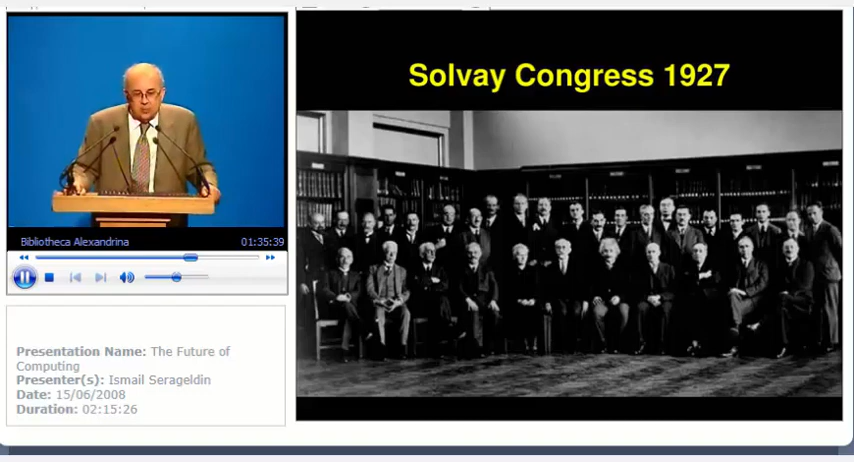 Solvay Congress 1927
Bibliotheca Alexandrina 01:35:39
Presentation Name: The Future of
Computing
Presenter(s): Ismail Serageldin
Date: 15/06/2008
Duration: 02:15:26